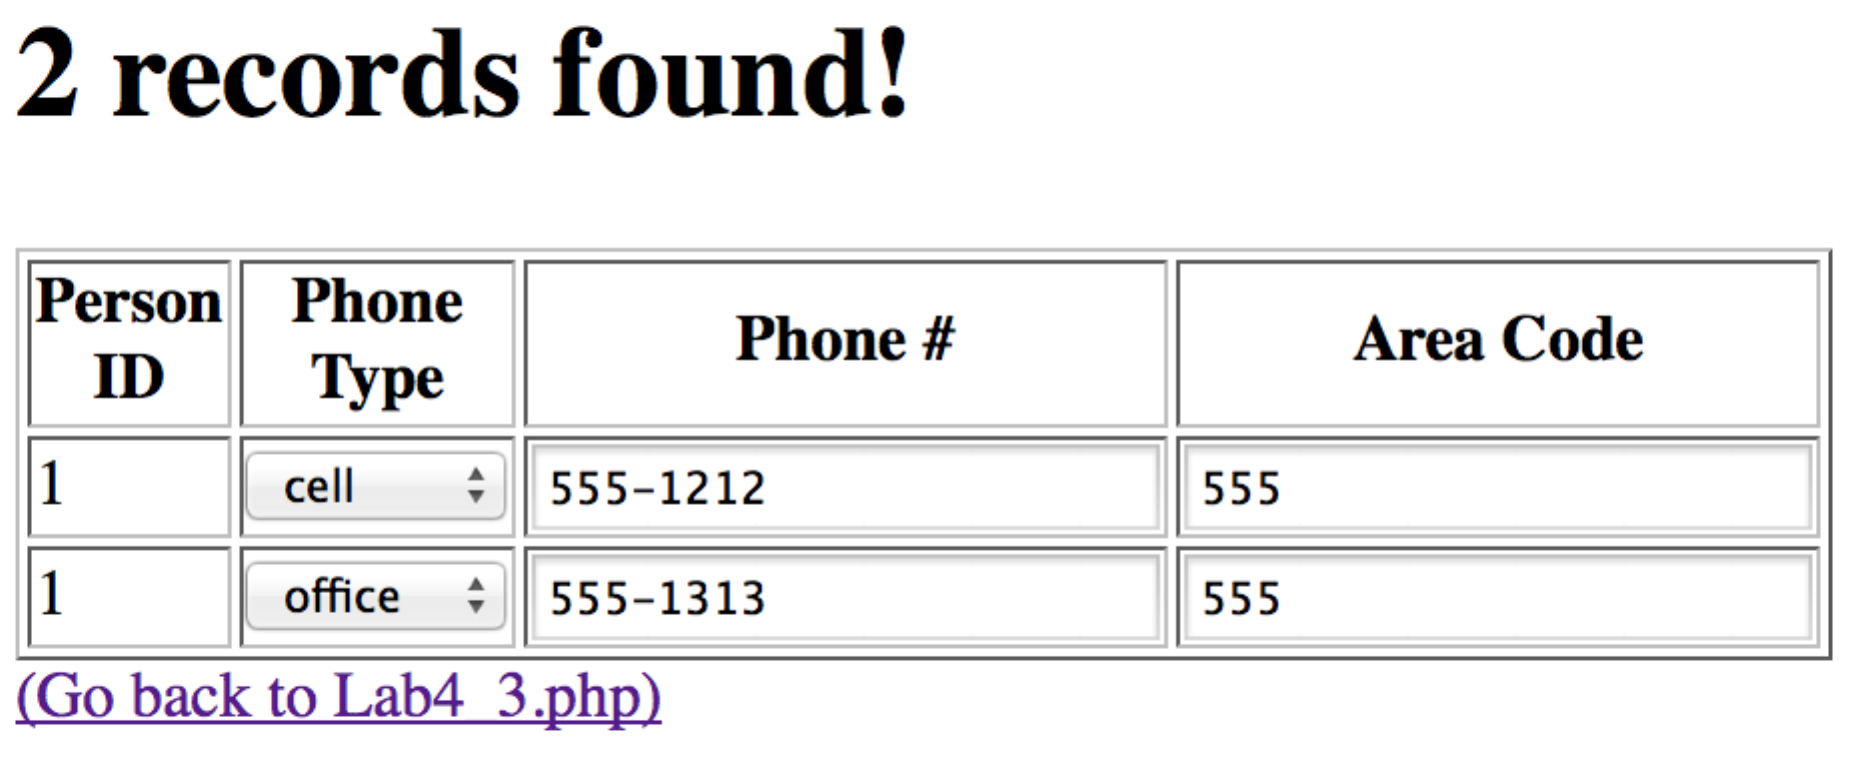 2 records found!
Person ID Phone Type Phone # Area Code
1 cell 555-1212 555
1 office 555-1313 555
(Go back to Lab4_3.php)